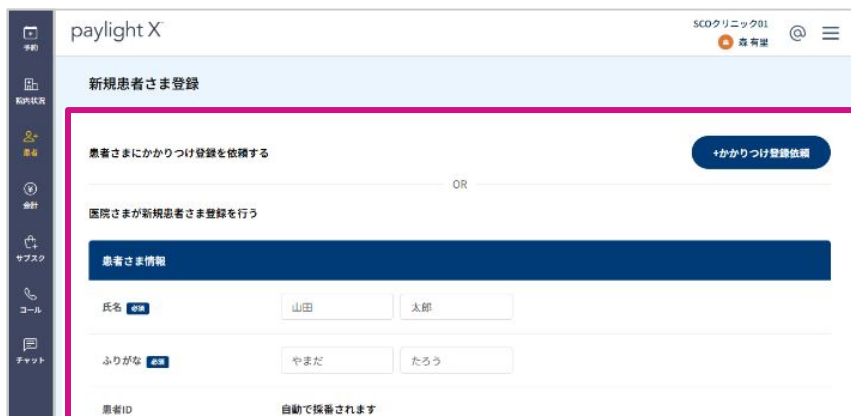 paylight X
SCOクリニック01
森 有里
予約
院内状況
患者
会計
サブスク
コール
チャット
新規患者さま登録
患者さまにかかりつけ登録を依頼する
+かかりつけ登録依頼
OR
医院さまが新規患者さま登録を行う
患者さま情報
氏名 必須 山田 太郎
ふりがな 必須 やまだ たろう
患者ID 自動で採番されます